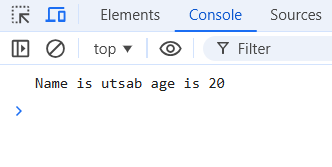 Elements Console Sources
top ▼ Filter
Name is utsab age is 20
>